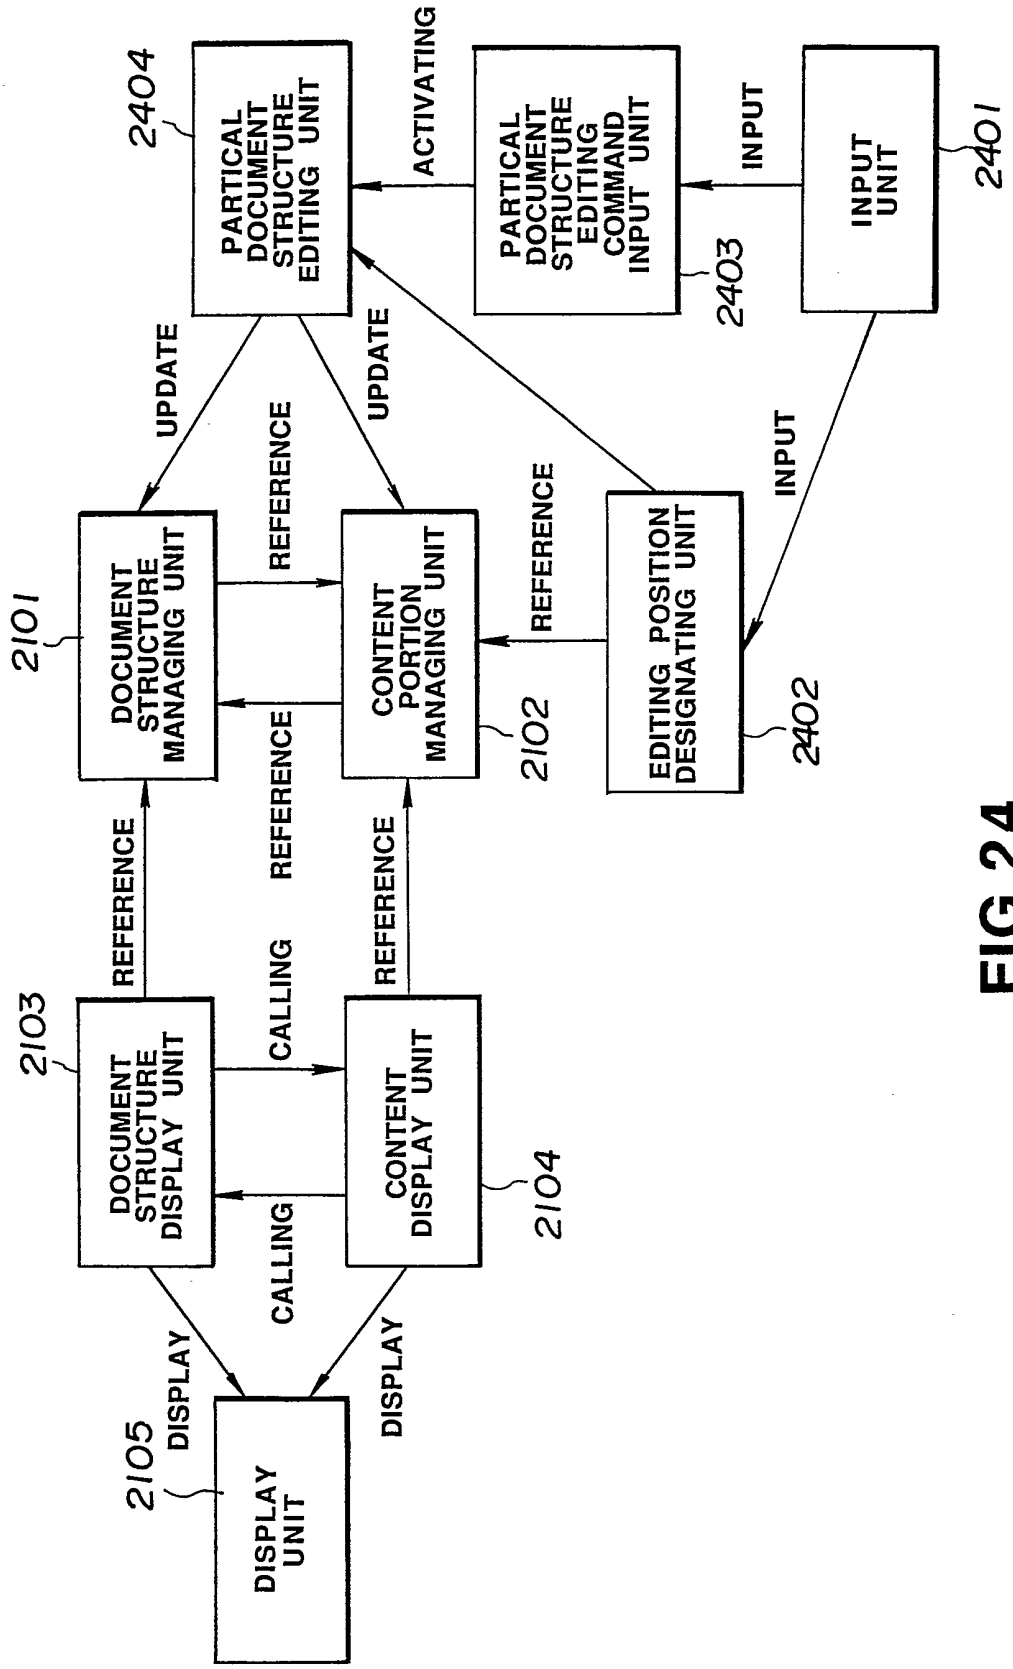 2105
DISPLAY
UNIT
DISPLAY
DISPLAY
2103
DOCUMENT
STRUCTURE
DISPLAY UNIT
CALLING
CALLING
CONTENT
DISPLAY UNIT
2104
REFERENCE
REFERENCE
2101
DOCUMENT
STRUCTURE
MANAGING UNIT
REFERENCE
REFERENCE
CONTENT
PORTION
MANAGING UNIT
2102
UPDATE
UPDATE
REFERENCE
EDITING POSITION
DESIGNATING UNIT
2402
2404
PARTICAL
DOCUMENT
STRUCTURE
EDITING UNIT
ACTIVATING
PARTICAL
DOCUMENT
STRUCTURE
EDITING
COMMAND
INPUT UNIT
2403
INPUT
INPUT
INPUT
UNIT
2401
FIG 24